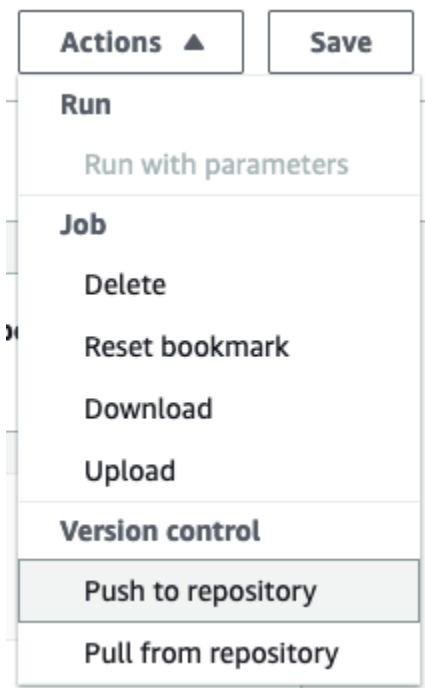 Actions ▲ Save
Run
Run with parameters
Job
Delete
Reset bookmark
Download
Upload
Version control
Push to repository
Pull from repository